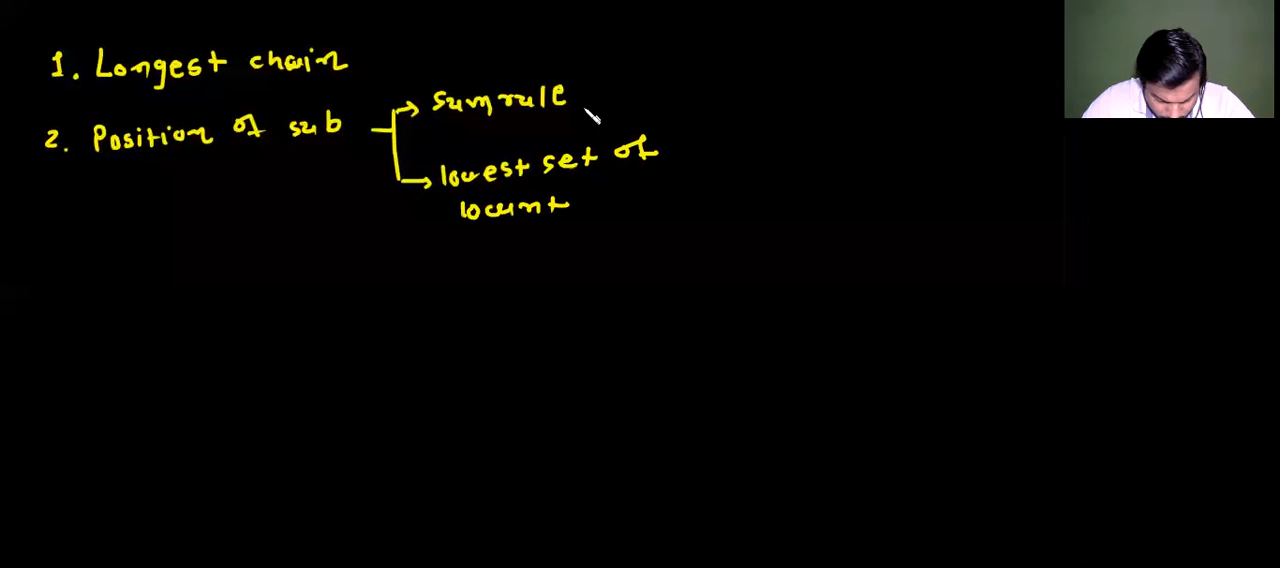 1. Longest chain
2. Position of sub
sum rule
lowest set of
locant